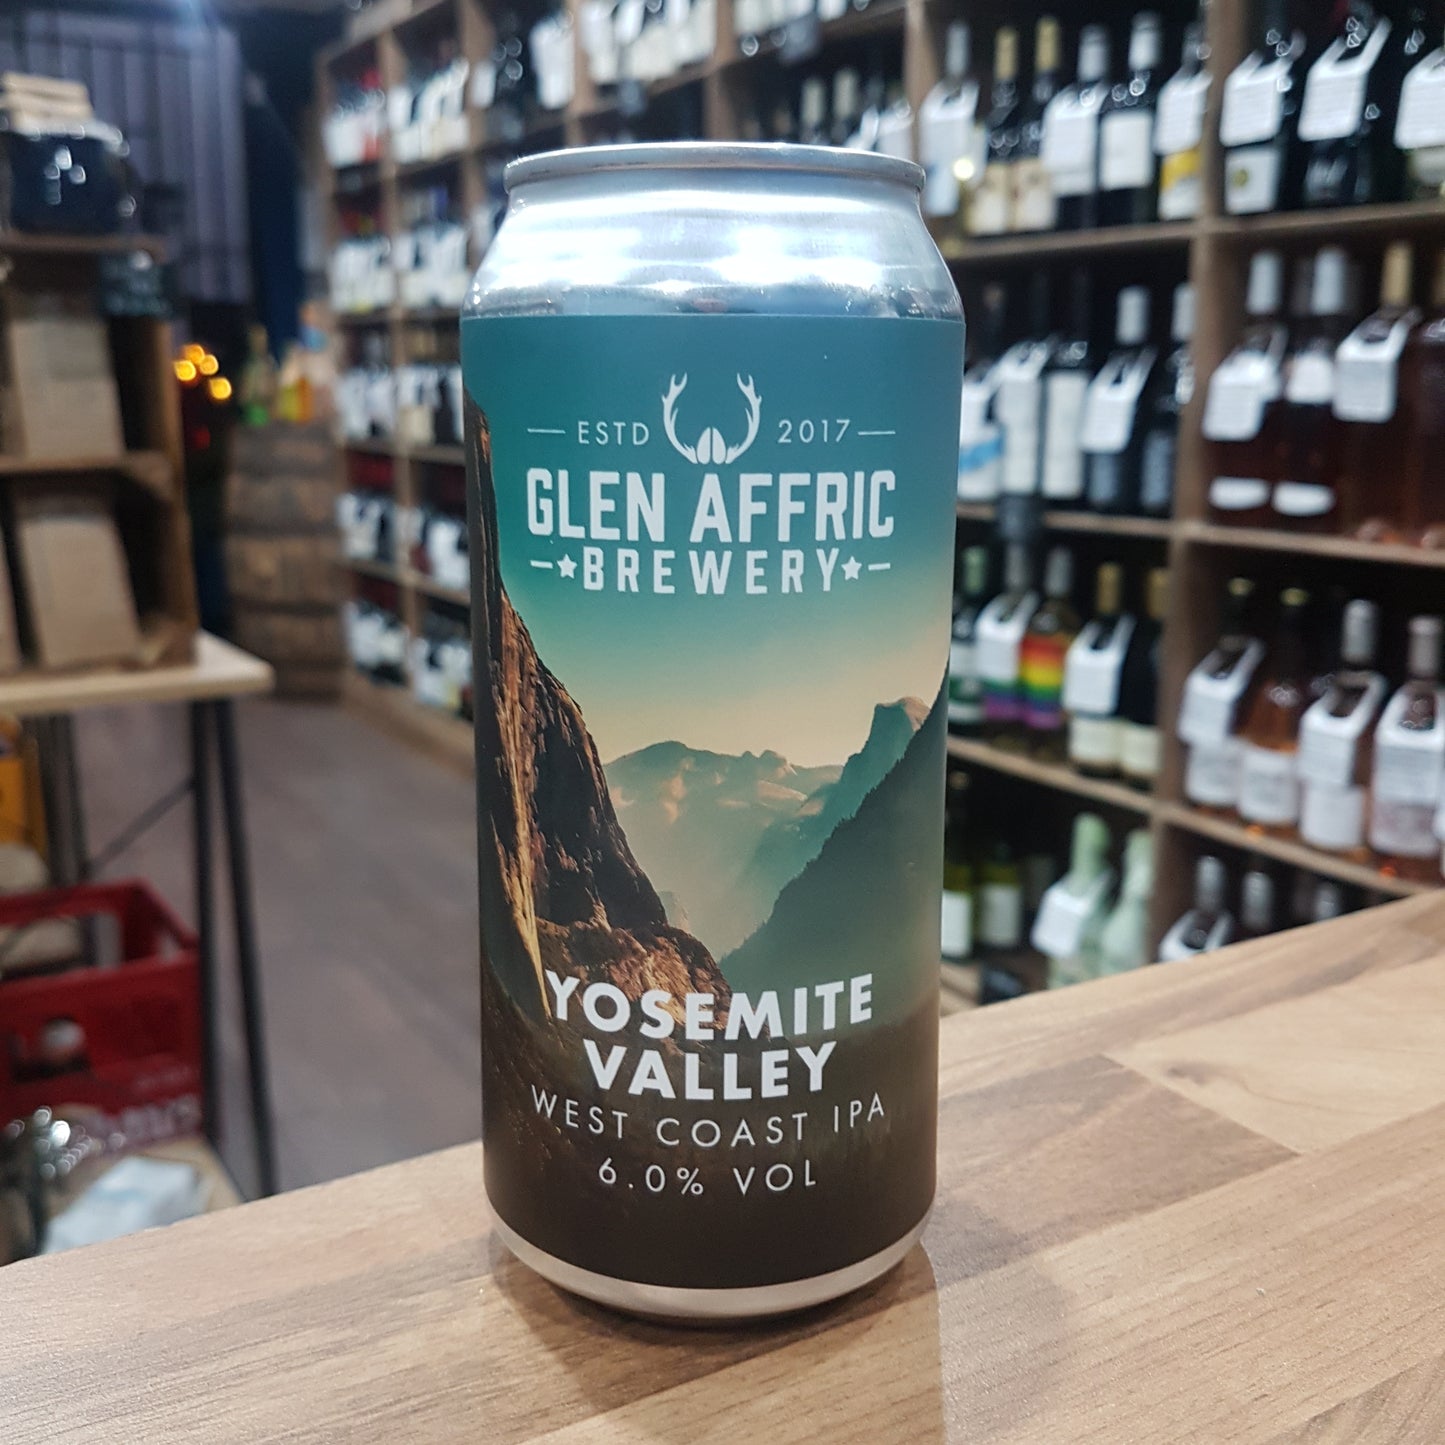 ESTD 2017
GLEN AFFRIC
BREWERY
YOSEMITE
VALLEY
WEST COAST IPA
6.0% VOL